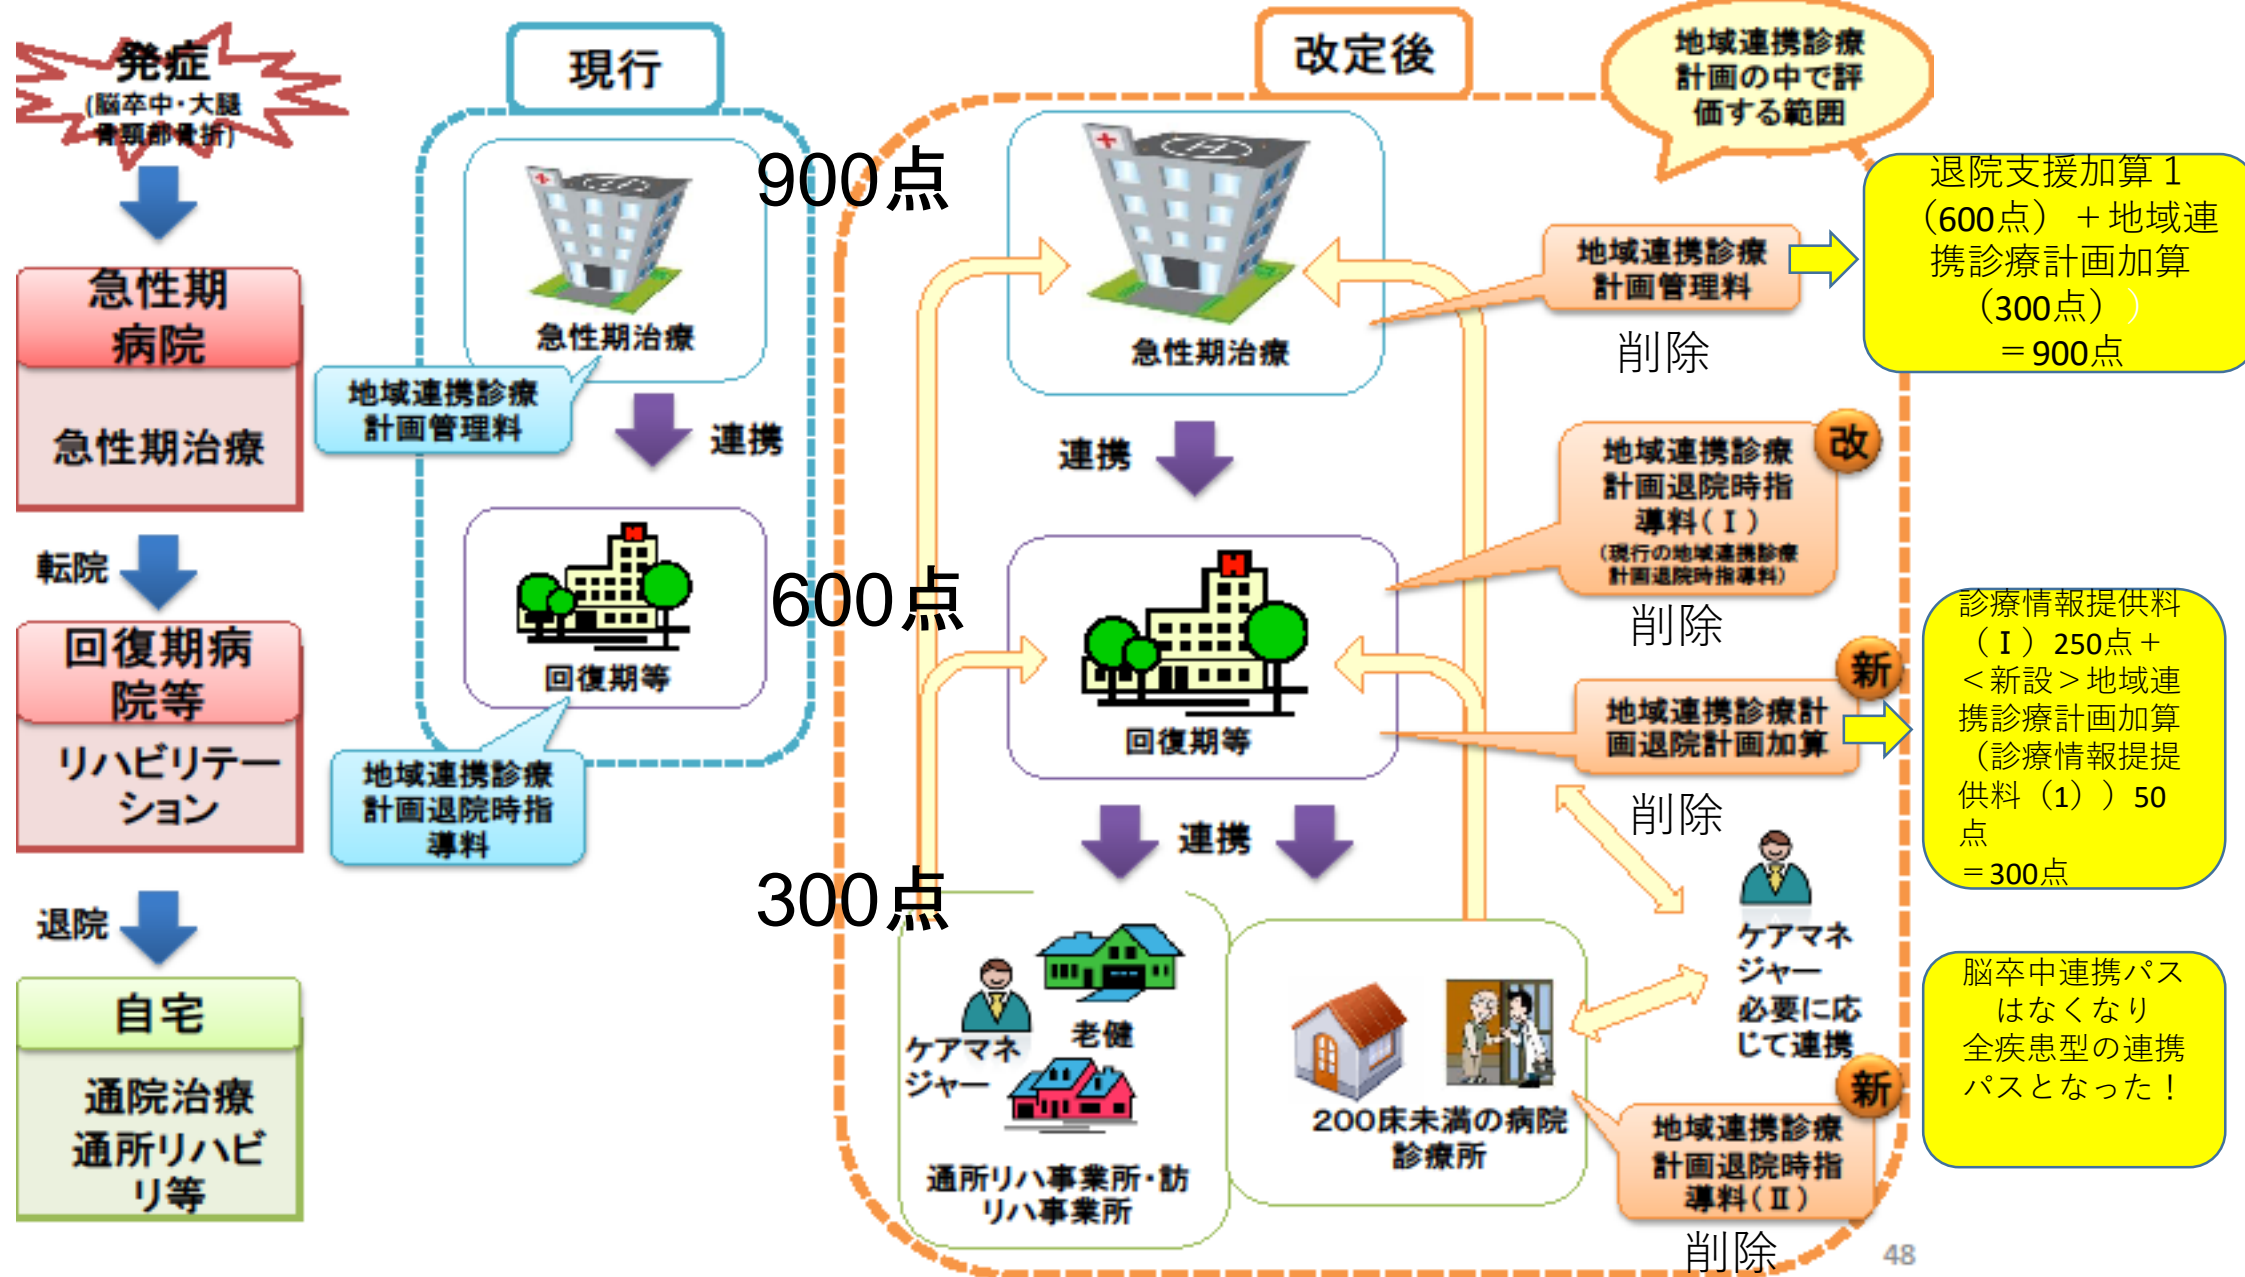 発症
(脳卒中・大腿
骨頸部骨折)
急性期
病院
急性期治療
転院
回復期病
院等
リハビリテー
ション
退院
自宅
通院治療
通所リハビ
リ等
現行
急性期治療
地域連携診療
計画管理料
連携
回復期等
地域連携診療
計画退院時指
導料
900点
600点
300点
改定後
地域連携診療
計画の中で評
価する範囲
急性期治療
地域連携診療
計画管理料
削除
退院支援加算1
(600点)+地域連
携診療計画加算
(300点))
=900点
連携
地域連携診療
計画退院時指
導料(Ⅰ)
(現行の地域連携診療
計画退院時指導料)
改
削除
回復期等
新
地域連携診療計
画退院計画加算
削除
診療情報提供料
(Ⅰ)250点+
<新設>地域連
携診療計画加算
(診療情報提提
供料(1))50
点
=300点
連携
ケアマネ
ジャー
老健
通所リハ事業所・訪
リハ事業所
200床未満の病院
診療所
ケアマネ
ジャー
必要に応
じて連携
新
地域連携診療
計画退院時指
導料(Ⅱ)
削除
脳卒中連携パス
はなくなり
全疾患型の連携
パスとなった!
48